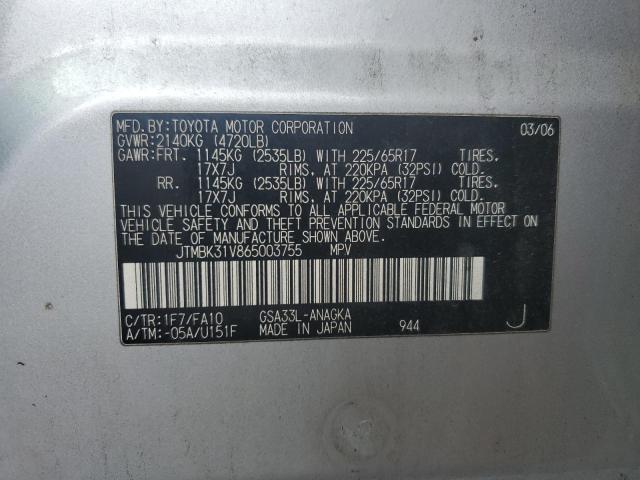 MFD.BY:TOYOTA MOTOR CORPORATION 03/06
GVWR:2140KG (4720LB)
GAWR:FRT. 1145KG (2535LB) WITH 225/65R17 TIRES,
17X7J RIMS, AT 220KPA (32PSI) COLD.
RR. 1145KG (2535LB) WITH 225/65R17 TIRES,
17X7J RIMS, AT 220KPA (32PSI) COLD.
THIS VEHICLE CONFORMS TO ALL APPLICABLE FEDERAL MOTOR
VEHICLE SAFETY AND THEFT PREVENTION STANDARDS IN EFFECT
ON THE DATE OF MANUFACTURE SHOWN ABOVE.
JTMBK31V865003755 MPV
C/TR:1F7/FA10 GSA33L-ANAGKA
A/TM:-05A/U151F MADE IN JAPAN 944 J